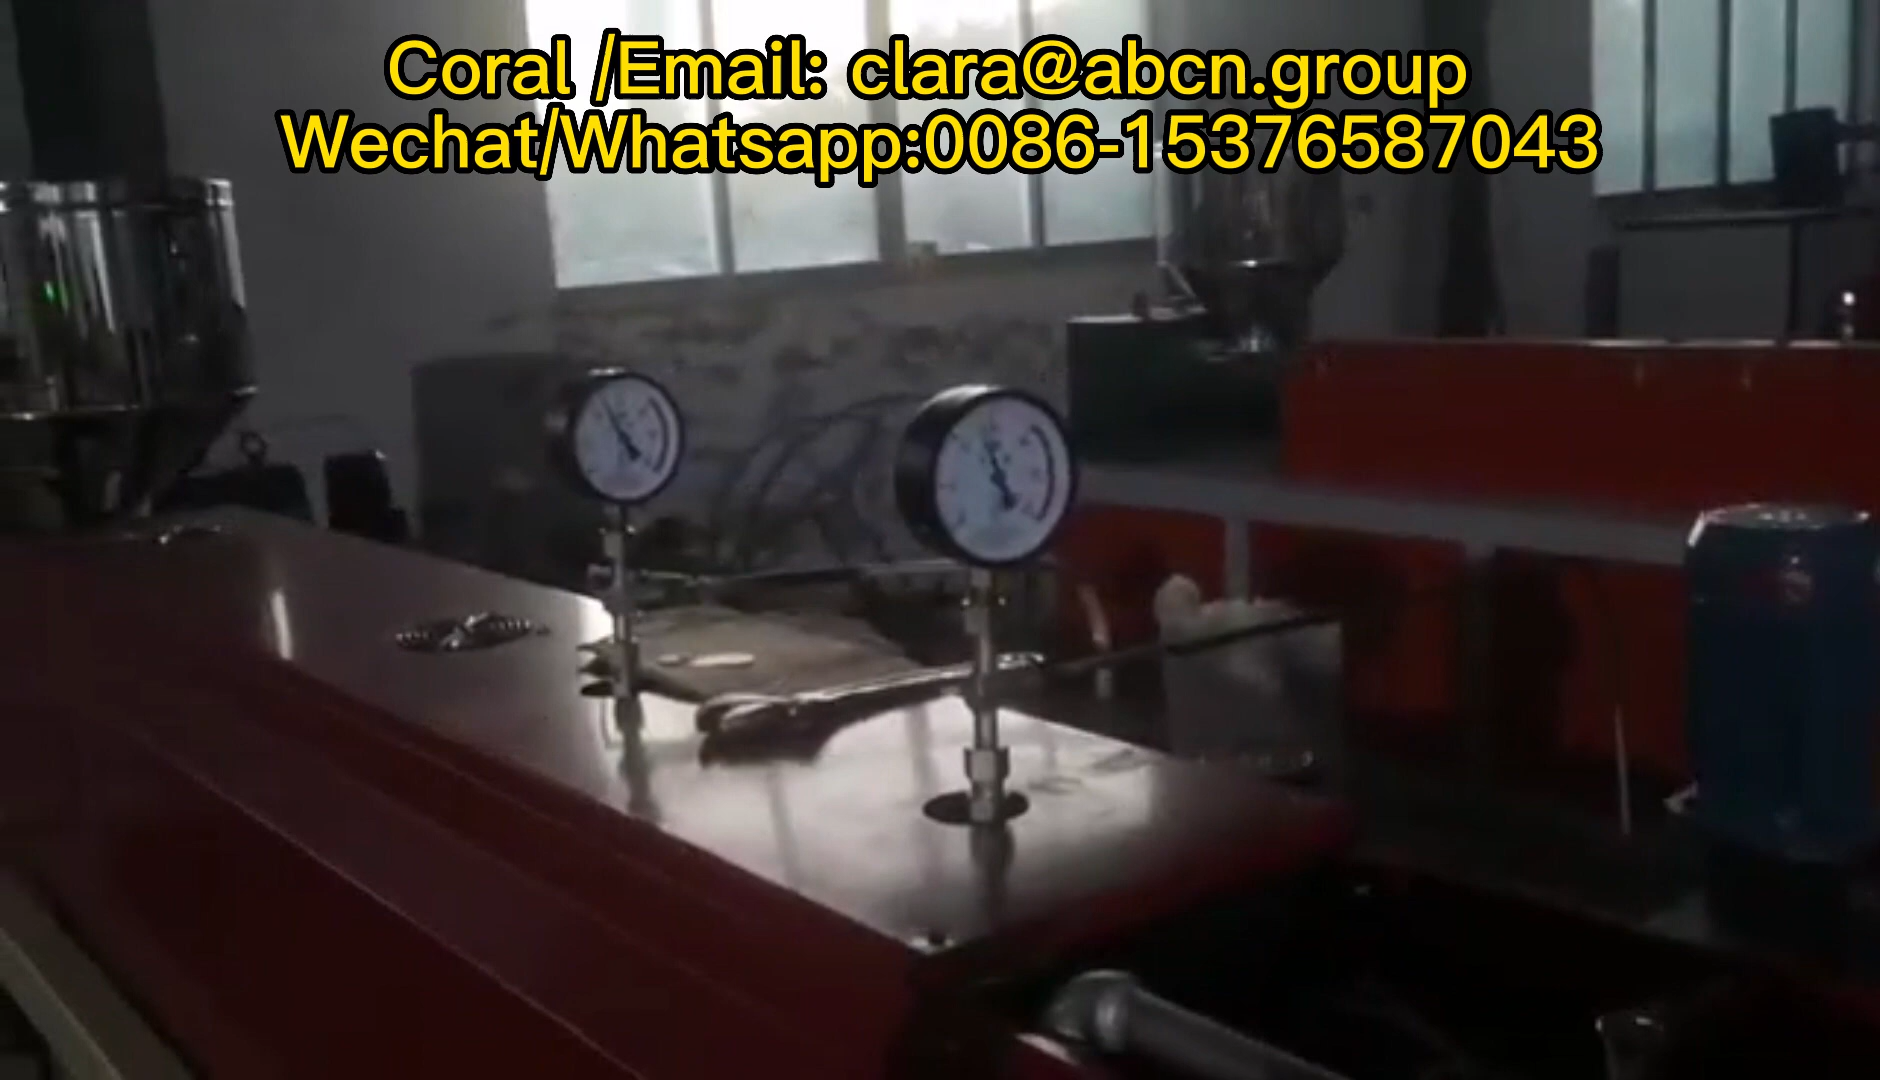 Coral /Email: clara@abcn.group
Wechat/Whatsapp:0086-15376587043